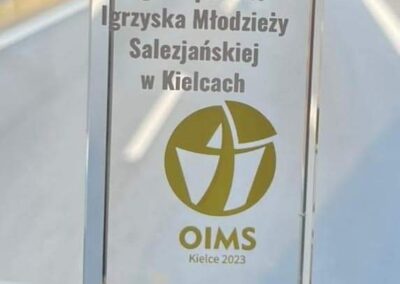 Igrzyska Młodzieży
Salezjańskiej
w Kielcach
OIMS
Kielce 2023